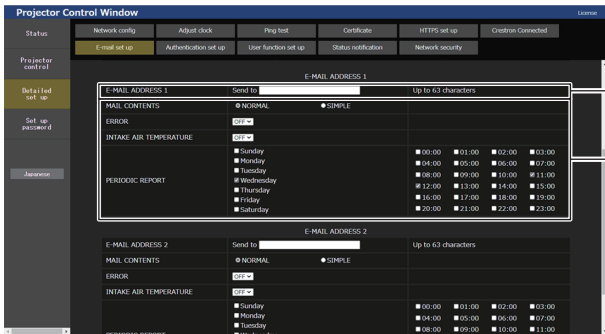 Projector Control Window
License
Status
Projector control
Detailed set up
Set up password
Japanese
Network config Adjust clock Ping test Certificate HTTPS set up Crestron Connected
E-mail set up Authentication set up User function set up Status notification Network security
E-MAIL ADDRESS 1
E-MAIL ADDRESS 1 Send to Up to 63 characters
MAIL CONTENTS NORMAL SIMPLE
ERROR OFF
INTAKE AIR TEMPERATURE OFF
PERIODIC REPORT
Sunday
Monday
Tuesday
Wednesday
Thursday
Friday
Saturday
00:00 01:00 02:00 03:00
04:00 05:00 06:00 07:00
08:00 09:00 10:00 11:00
12:00 13:00 14:00 15:00
16:00 17:00 18:00 19:00
20:00 21:00 22:00 23:00
E-MAIL ADDRESS 2
E-MAIL ADDRESS 2 Send to Up to 63 characters
MAIL CONTENTS NORMAL SIMPLE
ERROR OFF
INTAKE AIR TEMPERATURE OFF
Sunday
Monday
Tuesday
00:00 01:00 02:00 03:00
04:00 05:00 06:00 07:00
08:00 09:00 10:00 11:00